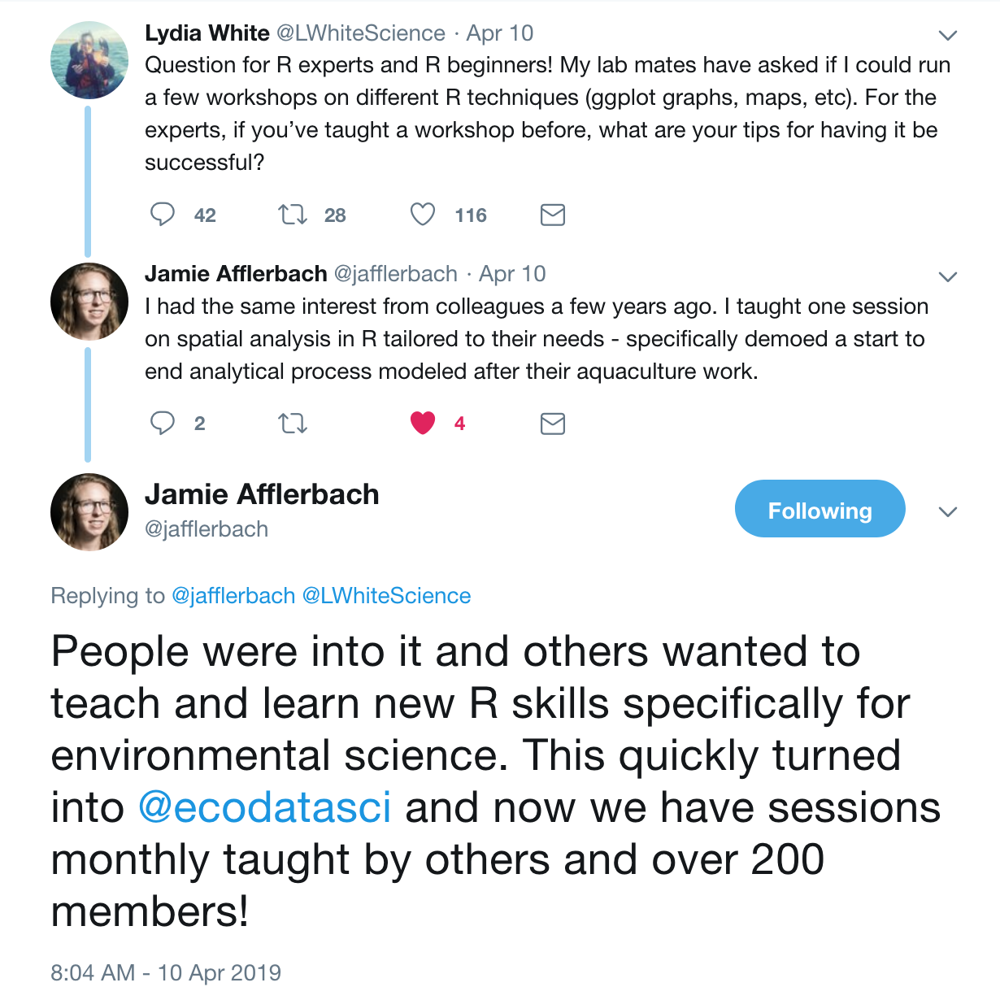 Lydia White @LWhiteScience · Apr 10
Question for R experts and R beginners! My lab mates have asked if I could run
a few workshops on different R techniques (ggplot graphs, maps, etc). For the
experts, if you’ve taught a workshop before, what are your tips for having it be
successful?
42 28 116
Jamie Afflerbach @jafflerbach · Apr 10
I had the same interest from colleagues a few years ago. I taught one session
on spatial analysis in R tailored to their needs - specifically demoed a start to
end analytical process modeled after their aquaculture work.
2 4
Jamie Afflerbach
Following
@jafflerbach
Replying to @jafflerbach @LWhiteScience
People were into it and others wanted to
teach and learn new R skills specifically for
environmental science. This quickly turned
into @ecodatasci and now we have sessions
monthly taught by others and over 200
members!
8:04 AM - 10 Apr 2019